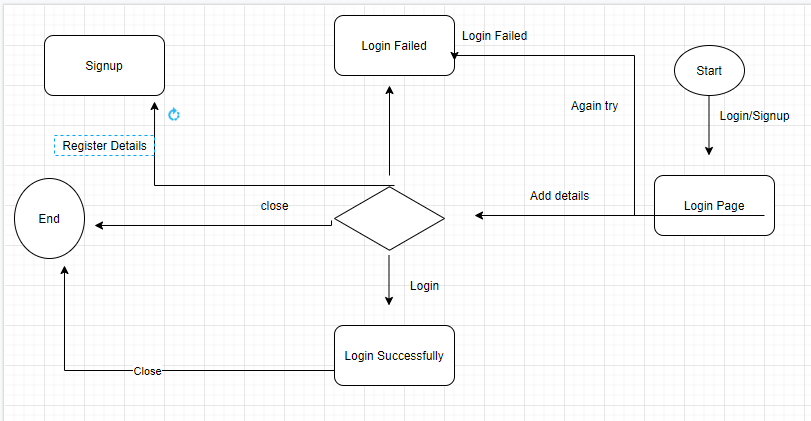 Login Failed
Login Failed
Signup
Start
Again try
Login/Signup
Register Details
Add details
Login Page
close
End
Login
Login Successfully
Close